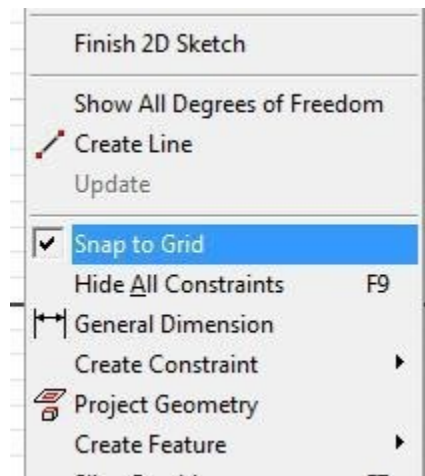 Finish 2D Sketch
Show All Degrees of Freedom
Create Line
Update
Snap to Grid
Hide All Constraints F9
General Dimension
Create Constraint
Project Geometry
Create Feature